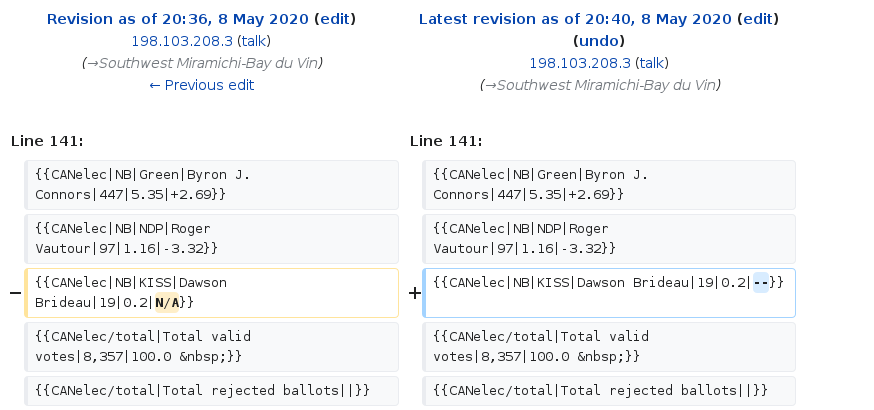 Revision as of 20:36, 8 May 2020 (edit)
198.103.208.3 (talk)
(→Southwest Miramichi-Bay du Vin)
← Previous edit
Latest revision as of 20:40, 8 May 2020 (edit)
(undo)
198.103.208.3 (talk)
(→Southwest Miramichi-Bay du Vin)
Line 141:
Line 141:
{{CANelec|NB|Green|Byron J.
Connors|447|5.35|+2.69}}
{{CANelec|NB|Green|Byron J.
Connors|447|5.35|+2.69}}
{{CANelec|NB|NDP|Roger
Vautour|97|1.16|-3.32}}
{{CANelec|NB|NDP|Roger
Vautour|97|1.16|-3.32}}
− {{CANelec|NB|KISS|Dawson
Brideau|19|0.2|N/A}}
+ {{CANelec|NB|KISS|Dawson Brideau|19|0.2|--}}
{{CANelec/total|Total valid
votes|8,357|100.0 &nbsp;}}
{{CANelec/total|Total valid
votes|8,357|100.0 &nbsp;}}
{{CANelec/total|Total rejected ballots||}}
{{CANelec/total|Total rejected ballots||}}